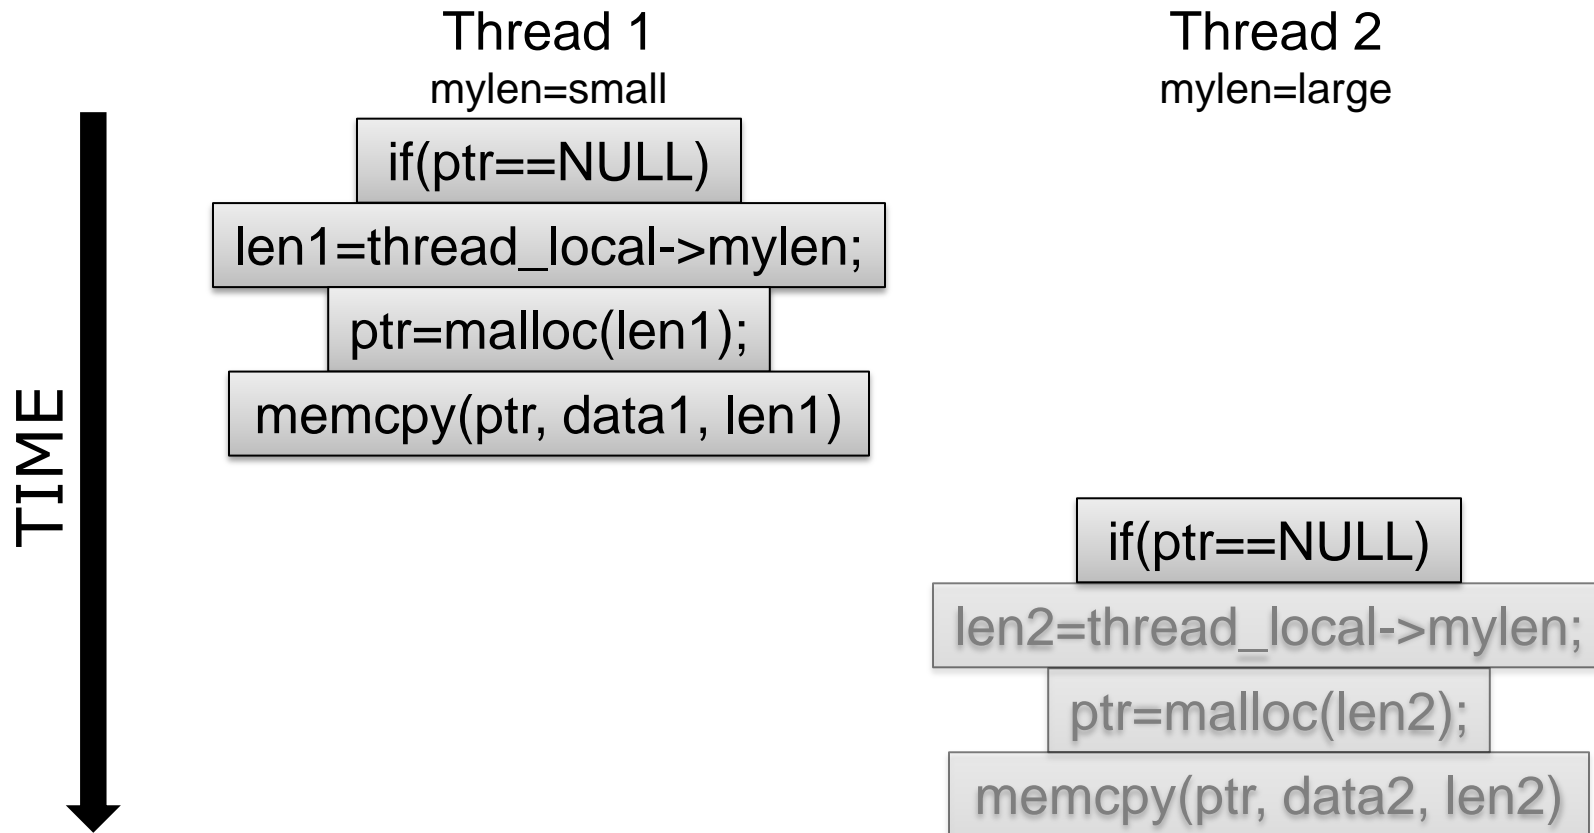 Thread 1
mylen=small
if(ptr==NULL)
len1=thread_local->mylen;
ptr=malloc(len1);
memcpy(ptr, data1, len1)
TIME
Thread 2
mylen=large
if(ptr==NULL)
len2=thread_local->mylen;
ptr=malloc(len2);
memcpy(ptr, data2, len2)